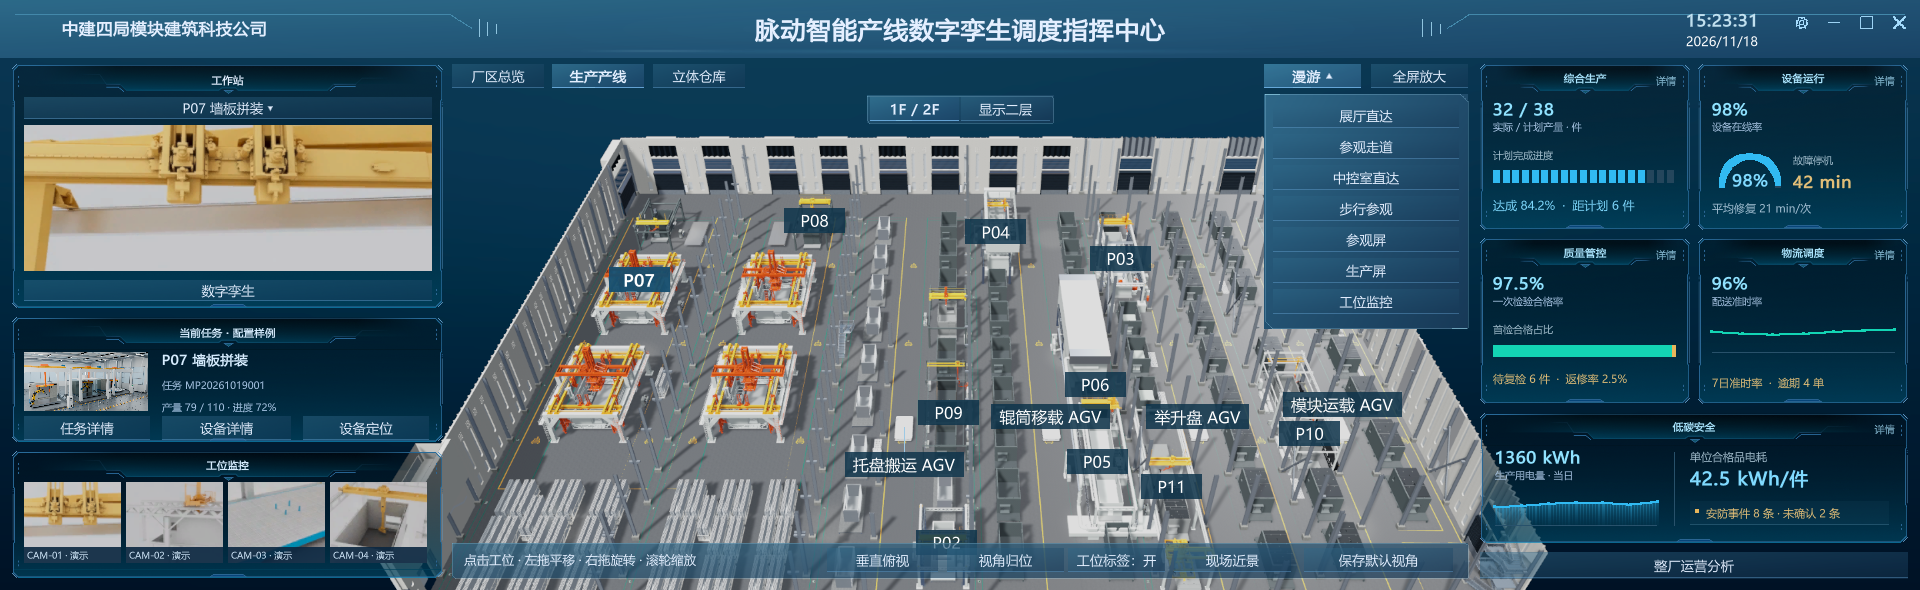 中建四局模块建筑科技公司
脉动智能产线数字孪生调度指挥中心
15:23:31
2026/11/18
工作站
P07 墙板拼装 ▾
数字孪生
当前任务 · 配置样例
P07 墙板拼装
任务 MP20261019001
产量 79 / 110 · 进度 72%
任务详情
设备详情
设备定位
工位监控
CAM-01 · 演示
CAM-02 · 演示
CAM-03 · 演示
CAM-04 · 演示
厂区总览
生产产线
立体仓库
1F / 2F
显示二层
漫游 ▴
全屏放大
展厅直达
参观走道
中控室直达
步行参观
参观屏
生产屏
工位监控
P08
P04
P03
P07
P06
P09
辊筒移载 AGV
举升盘 AGV
模块运载 AGV
P10
托盘搬运 AGV
P05
P11
P02
点击工位 · 左拖平移 · 右拖旋转 · 滚轮缩放
垂直俯视
视角归位
工位标签：开
现场近景
保存默认视角
综合生产
详情
32 / 38
实际 / 计划产量 · 件
计划完成进度
达成 84.2% · 距计划 6 件
设备运行
详情
98%
设备在线率
98%
故障停机
42 min
平均修复 21 min/次
质量管控
详情
97.5%
一次检验合格率
首检合格占比
待复检 6 件 · 返修率 2.5%
物流调度
详情
96%
配送准时率
7日准时率 · 逾期 4 单
低碳安全
详情
1360 kWh
生产用电量 · 当日
单位合格品电耗
42.5 kWh/件
安防事件 8 条 · 未确认 2 条
整厂运营分析